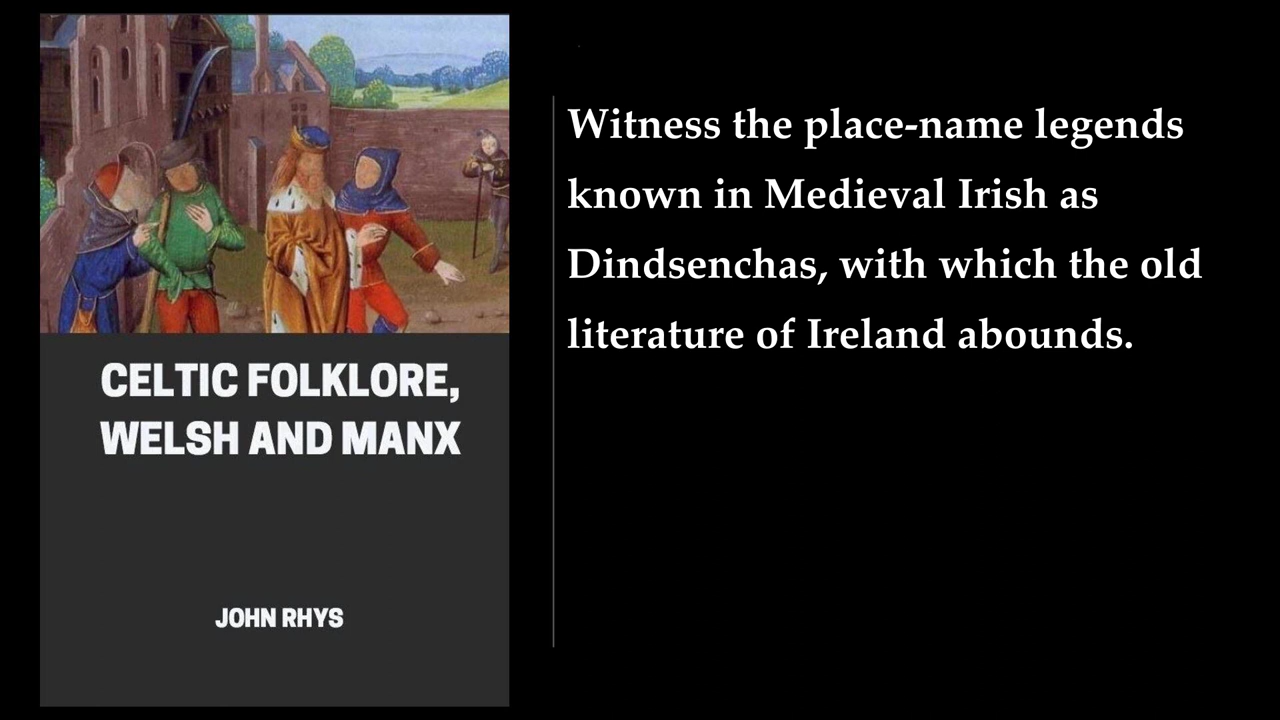 CELTIC FOLKLORE,
WELSH AND MANX
JOHN RHYS
Witness the place-name legends
known in Medieval Irish as
Dindsenchas, with which the old
literature of Ireland abounds.